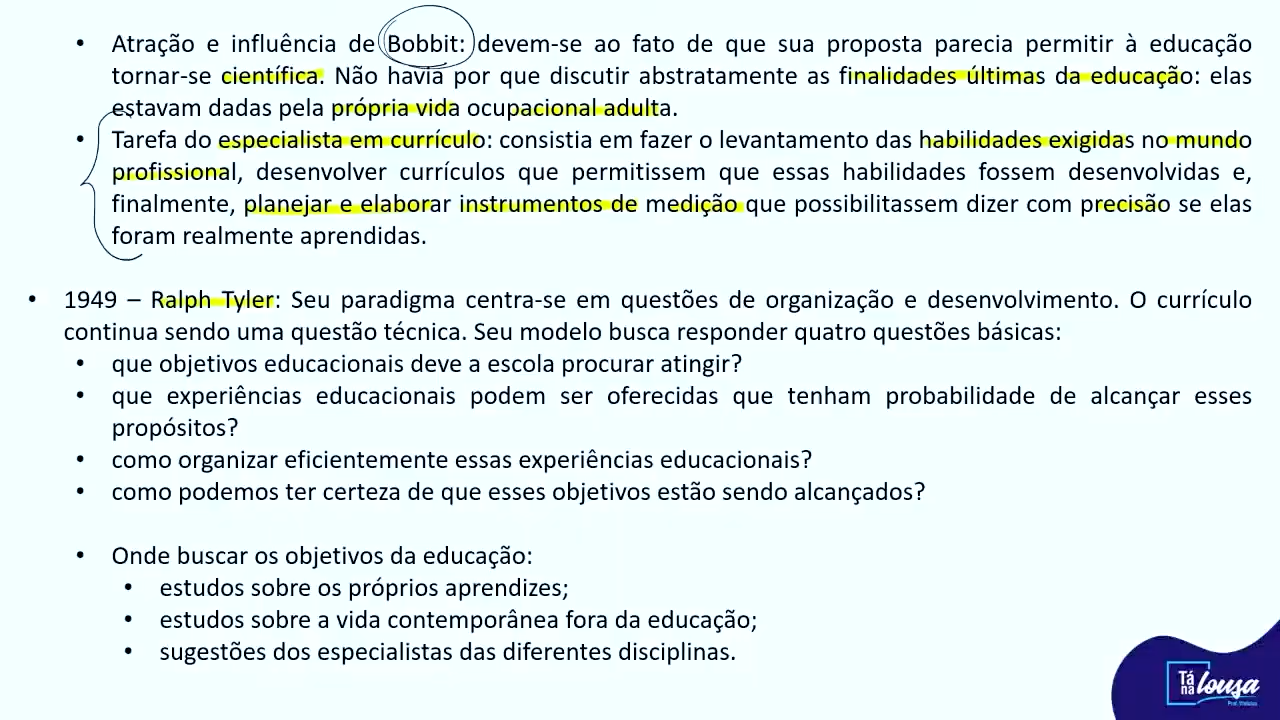 • Atração e influência de Bobbit: devem-se ao fato de que sua proposta parecia permitir à educação
tornar-se científica. Não havia por que discutir abstratamente as finalidades últimas da educação: elas
estavam dadas pela própria vida ocupacional adulta.
• Tarefa do especialista em currículo: consistia em fazer o levantamento das habilidades exigidas no mundo
profissional, desenvolver currículos que permitissem que essas habilidades fossem desenvolvidas e,
finalmente, planejar e elaborar instrumentos de medição que possibilitassem dizer com precisão se elas
foram realmente aprendidas.
• 1949 – Ralph Tyler: Seu paradigma centra-se em questões de organização e desenvolvimento. O currículo
continua sendo uma questão técnica. Seu modelo busca responder quatro questões básicas:
• que objetivos educacionais deve a escola procurar atingir?
• que experiências educacionais podem ser oferecidas que tenham probabilidade de alcançar esses
propósitos?
• como organizar eficientemente essas experiências educacionais?
• como podemos ter certeza de que esses objetivos estão sendo alcançados?
• Onde buscar os objetivos da educação:
• estudos sobre os próprios aprendizes;
• estudos sobre a vida contemporânea fora da educação;
• sugestões dos especialistas das diferentes disciplinas.
Tá
na lousa